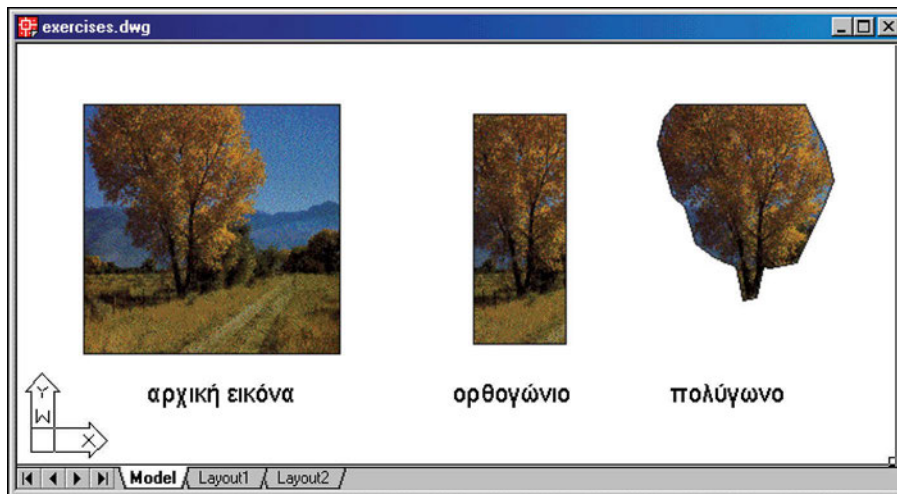 exercises.dwg
αρχική εικόνα
ορθογώνιο
πολύγωνο
Y
W
X
Model
Layout1
Layout2